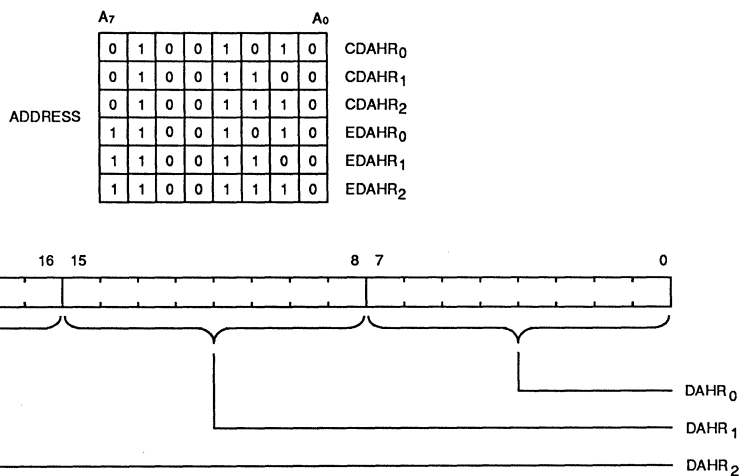 A7 A0
0 1 0 0 1 0 1 0 CDAHR0
0 1 0 0 1 1 0 0 CDAHR1
0 1 0 0 1 1 1 0 CDAHR2
ADDRESS
1 1 0 0 1 0 1 0 EDAHR0
1 1 0 0 1 1 0 0 EDAHR1
1 1 0 0 1 1 1 0 EDAHR2
16 15 8 7 0
DAHR0
DAHR1
DAHR2